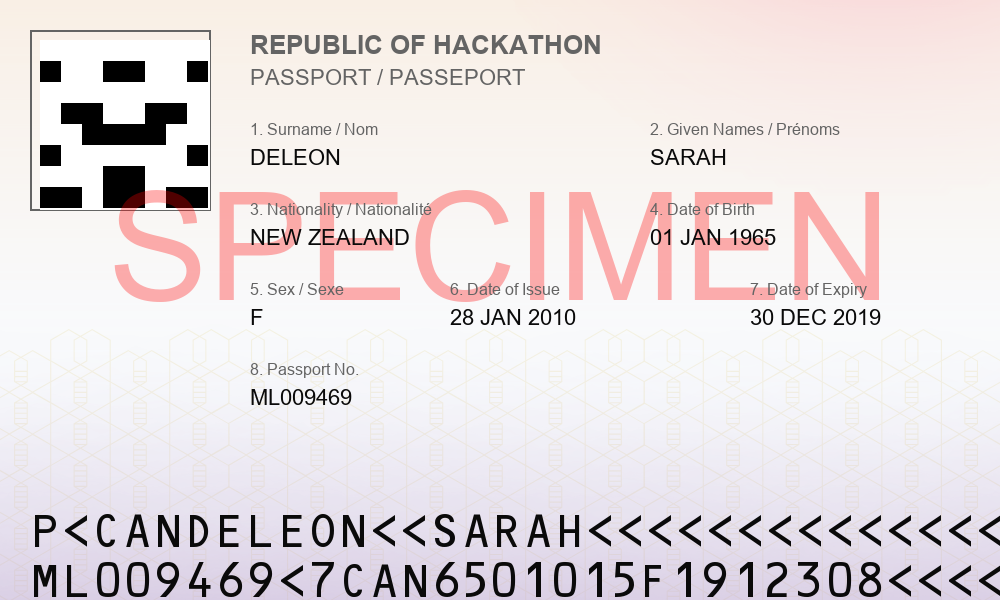 REPUBLIC OF HACKATHON
PASSPORT / PASSEPORT
1. Surname / Nom
2. Given Names / Prénoms
DELEON
SARAH
SPECIMEN
3. Nationality / Nationalité
4. Date of Birth
NEW ZEALAND
01 JAN 1965
5. Sex / Sexe
6. Date of Issue
7. Date of Expiry
F
28 JAN 2010
30 DEC 2019
8. Passport No.
ML009469
P<CANDELEON<<SARAH<<<<<<<<<<<<<<
ML009469<7CAN6501015F1912308<<<<